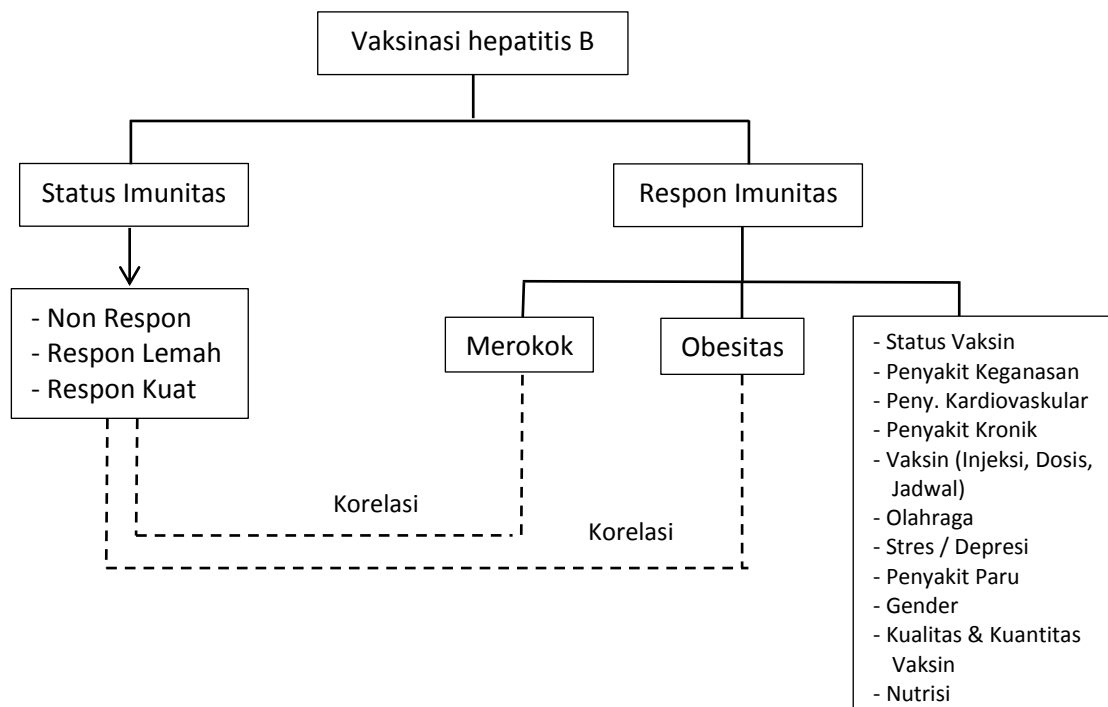 Vaksinasi hepatitis B
Status Imunitas
Respon Imunitas
- Non Respon
- Respon Lemah
- Respon Kuat
Merokok
Obesitas
- Status Vaksin
- Penyakit Keganasan
- Peny. Kardiovaskular
- Penyakit Kronik
- Vaksin (Injeksi, Dosis,
Jadwal)
- Olahraga
- Stres / Depresi
- Penyakit Paru
- Gender
- Kualitas & Kuantitas
Vaksin
- Nutrisi
Korelasi
Korelasi